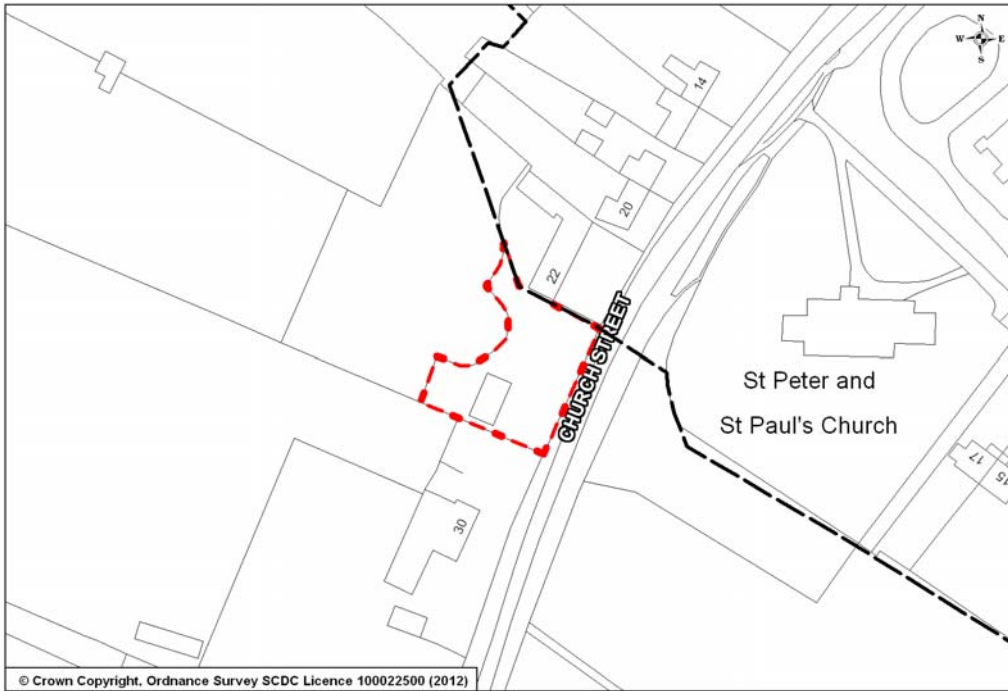 N
W E
S
14
20
22
CHURCH STREET
St Peter and
St Paul's Church
17
15
30
© Crown Copyright. Ordnance Survey SCDC Licence 100022500 (2012)